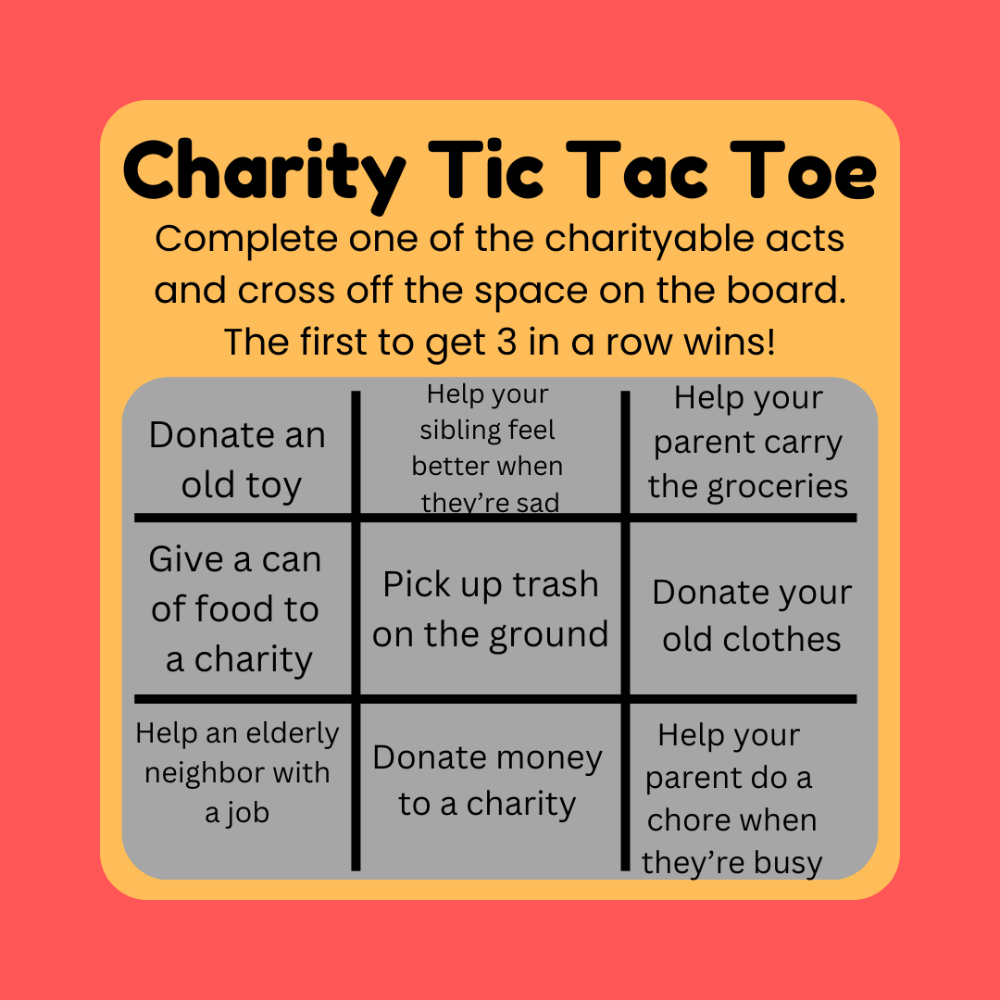 Charity Tic Tac Toe
Complete one of the charityable acts
and cross off the space on the board.
The first to get 3 in a row wins!
Donate an
old toy
Help your
sibling feel
better when
they’re sad
Help your
parent carry
the groceries
Give a can
of food to
a charity
Pick up trash
on the ground
Donate your
old clothes
Help an elderly
neighbor with
a job
Donate money
to a charity
Help your
parent do a
chore when
they’re busy